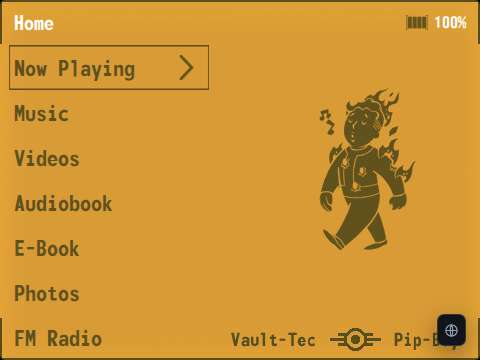 Home
100%
Now Playing
Music
Videos
Audiobook
E-Book
Photos
FM Radio
Vault-Tec